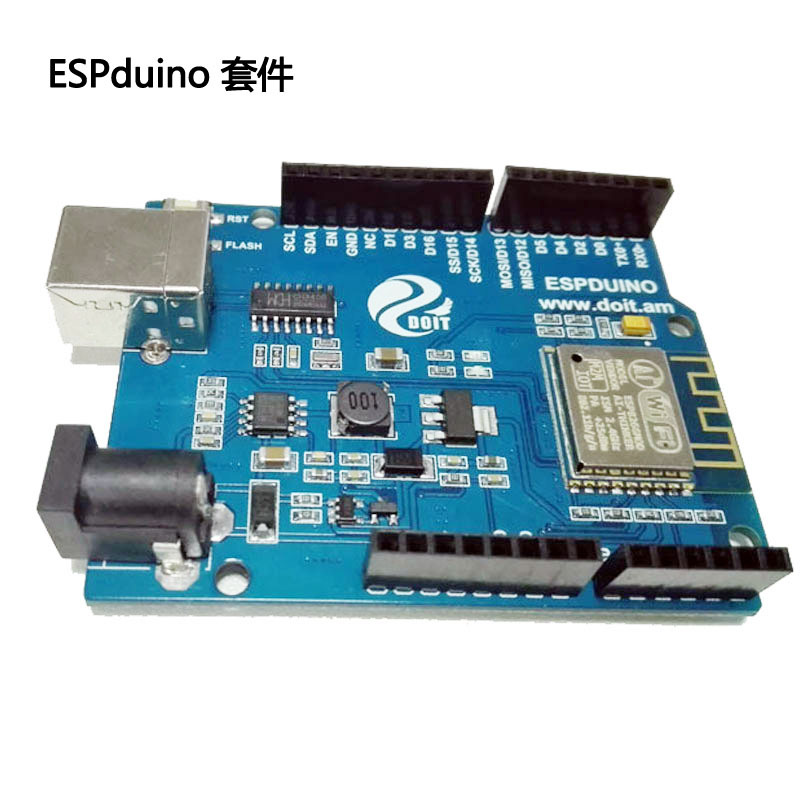 ESPduino 套件
RST
FLASH
SCL
SDA
EN
GND
NC
D1
D3
D16
SS/D15
SCK/D14
MOSI/D13
MISO/D12
D5
D4
D2
D0
TX0+
RX0-
ESPDUINO
www.doit.am
DOIT
100
WiFi